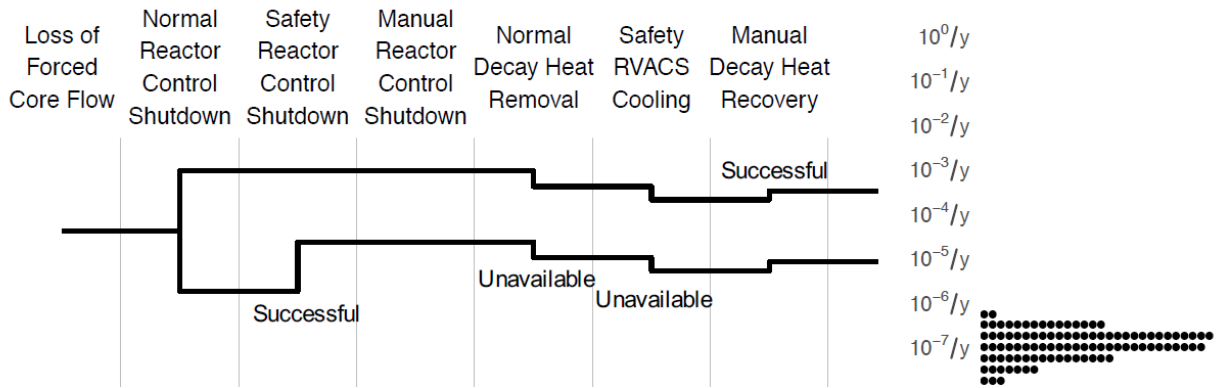 Loss of
Forced
Core Flow
Normal
Reactor
Control
Shutdown
Safety
Reactor
Control
Shutdown
Manual
Reactor
Control
Shutdown
Normal
Decay Heat
Removal
Safety
RVACS
Cooling
Manual
Decay Heat
Recovery
Successful
Unavailable
Unavailable
Successful
10⁰/y
10⁻¹/y
10⁻²/y
10⁻³/y
10⁻⁴/y
10⁻⁵/y
10⁻⁶/y
10⁻⁷/y